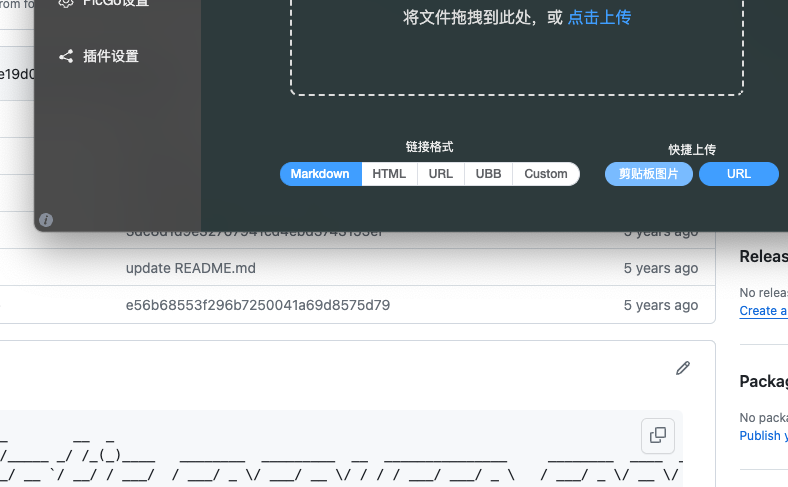 from fo
PicGo设置
将文件拖拽到此处，或 点击上传
插件设置
e19d0
链接格式
快捷上传
Markdown HTML URL UBB Custom
剪贴板图片 URL
5 years ago
update README.md
5 years ago
e56b68553f296b7250041a69d8575d79
5 years ago
Releas
No relea
Create a
Packag
No packa
Publish y